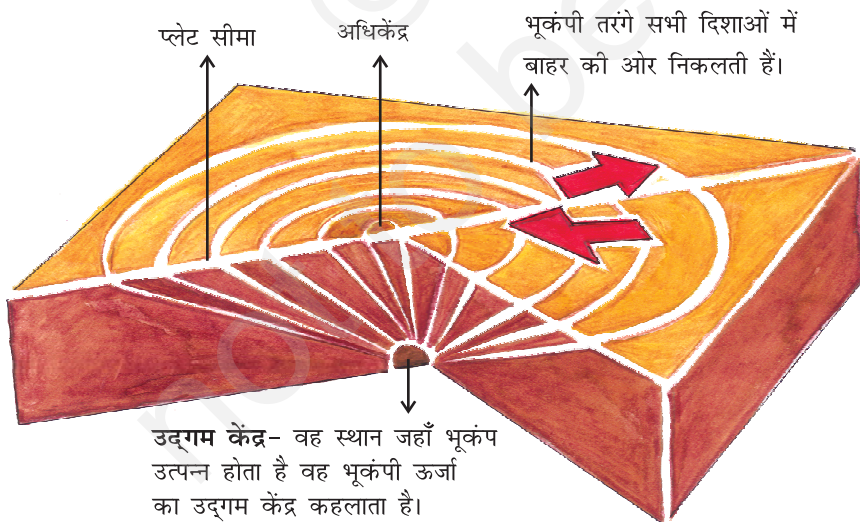 प्लेट सीमा
अधिकेंद्र
भूकंपी तरंगे सभी दिशाओं में
बाहर की ओर निकलती हैं।
उद्‌गम केंद्र- वह स्थान जहाँ भूकंप
उत्पन्न होता है वह भूकंपी ऊर्जा
का उद्‌गम केंद्र कहलाता है।